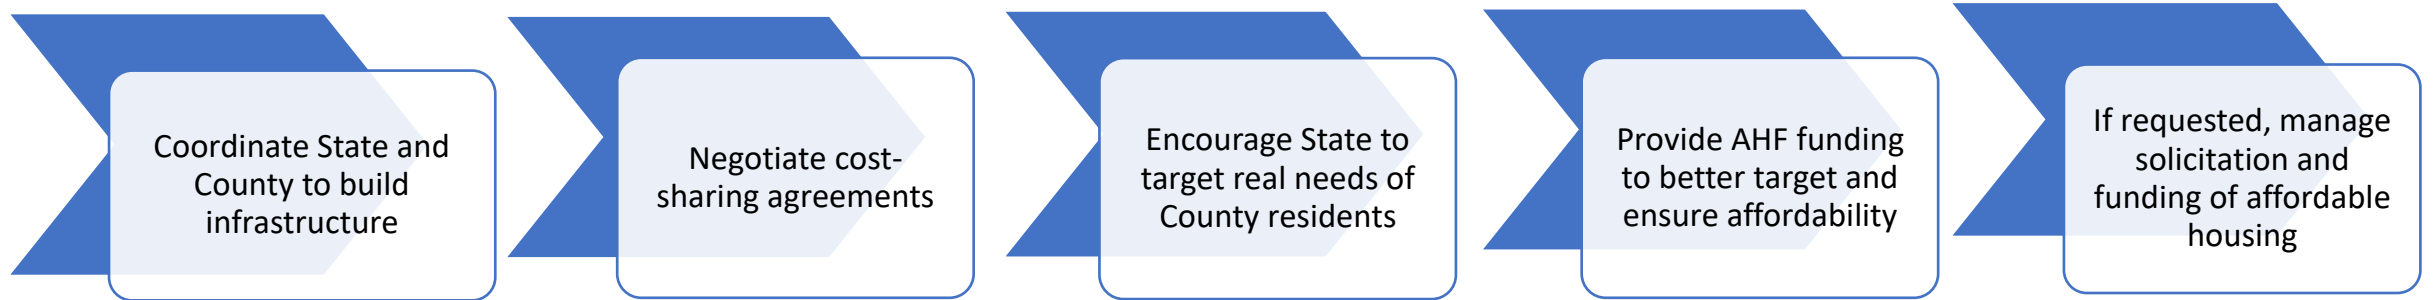 Coordinate State and
County to build
infrastructure
Negotiate cost-
sharing agreements
Encourage State to
target real needs of
County residents
Provide AHF funding
to better target and
ensure affordability
If requested, manage
solicitation and
funding of affordable
housing